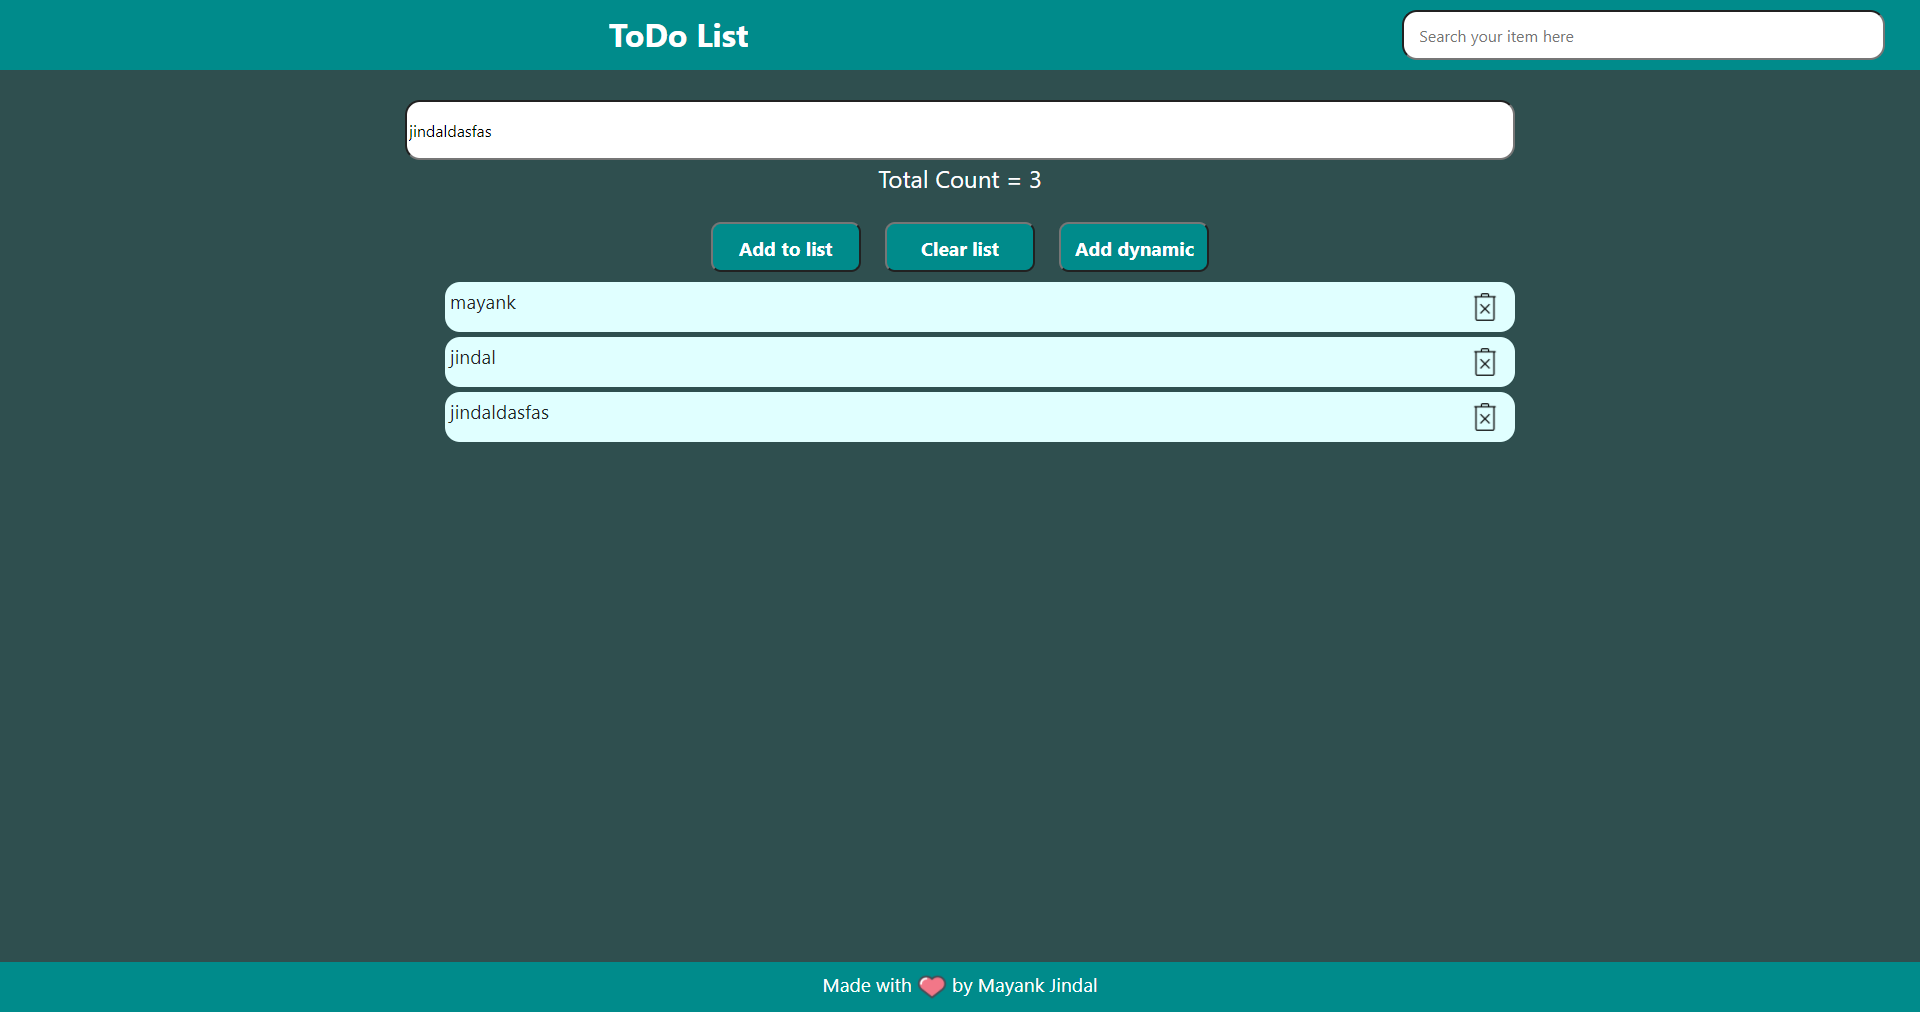 ToDo List
Search your item here
jindaldasfas
Total Count = 3
Add to list
Clear list
Add dynamic
mayank
jindal
jindaldasfas
Made with ❤ by Mayank Jindal